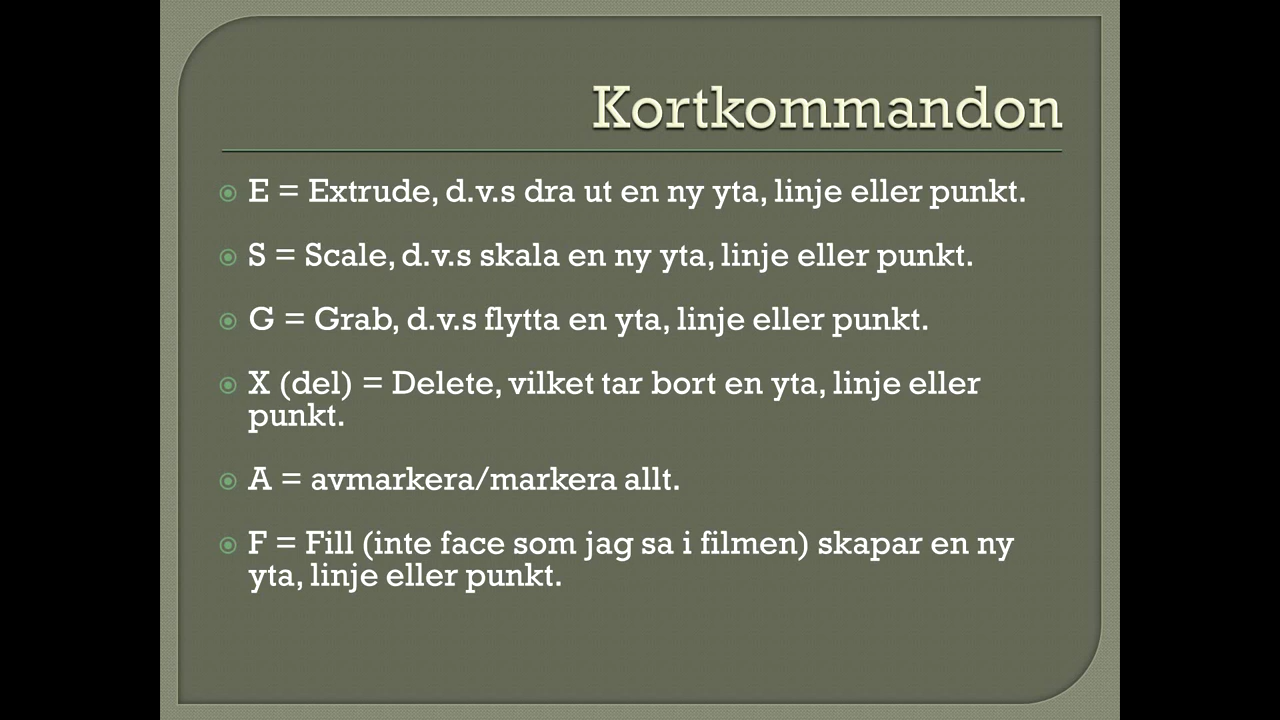 Kortkommandon
E = Extrude, d.v.s dra ut en ny yta, linje eller punkt.
S = Scale, d.v.s skala en ny yta, linje eller punkt.
G = Grab, d.v.s flytta en yta, linje eller punkt.
X (del) = Delete, vilket tar bort en yta, linje eller
punkt.
A = avmarkera/markera allt.
F = Fill (inte face som jag sa i filmen) skapar en ny
yta, linje eller punkt.